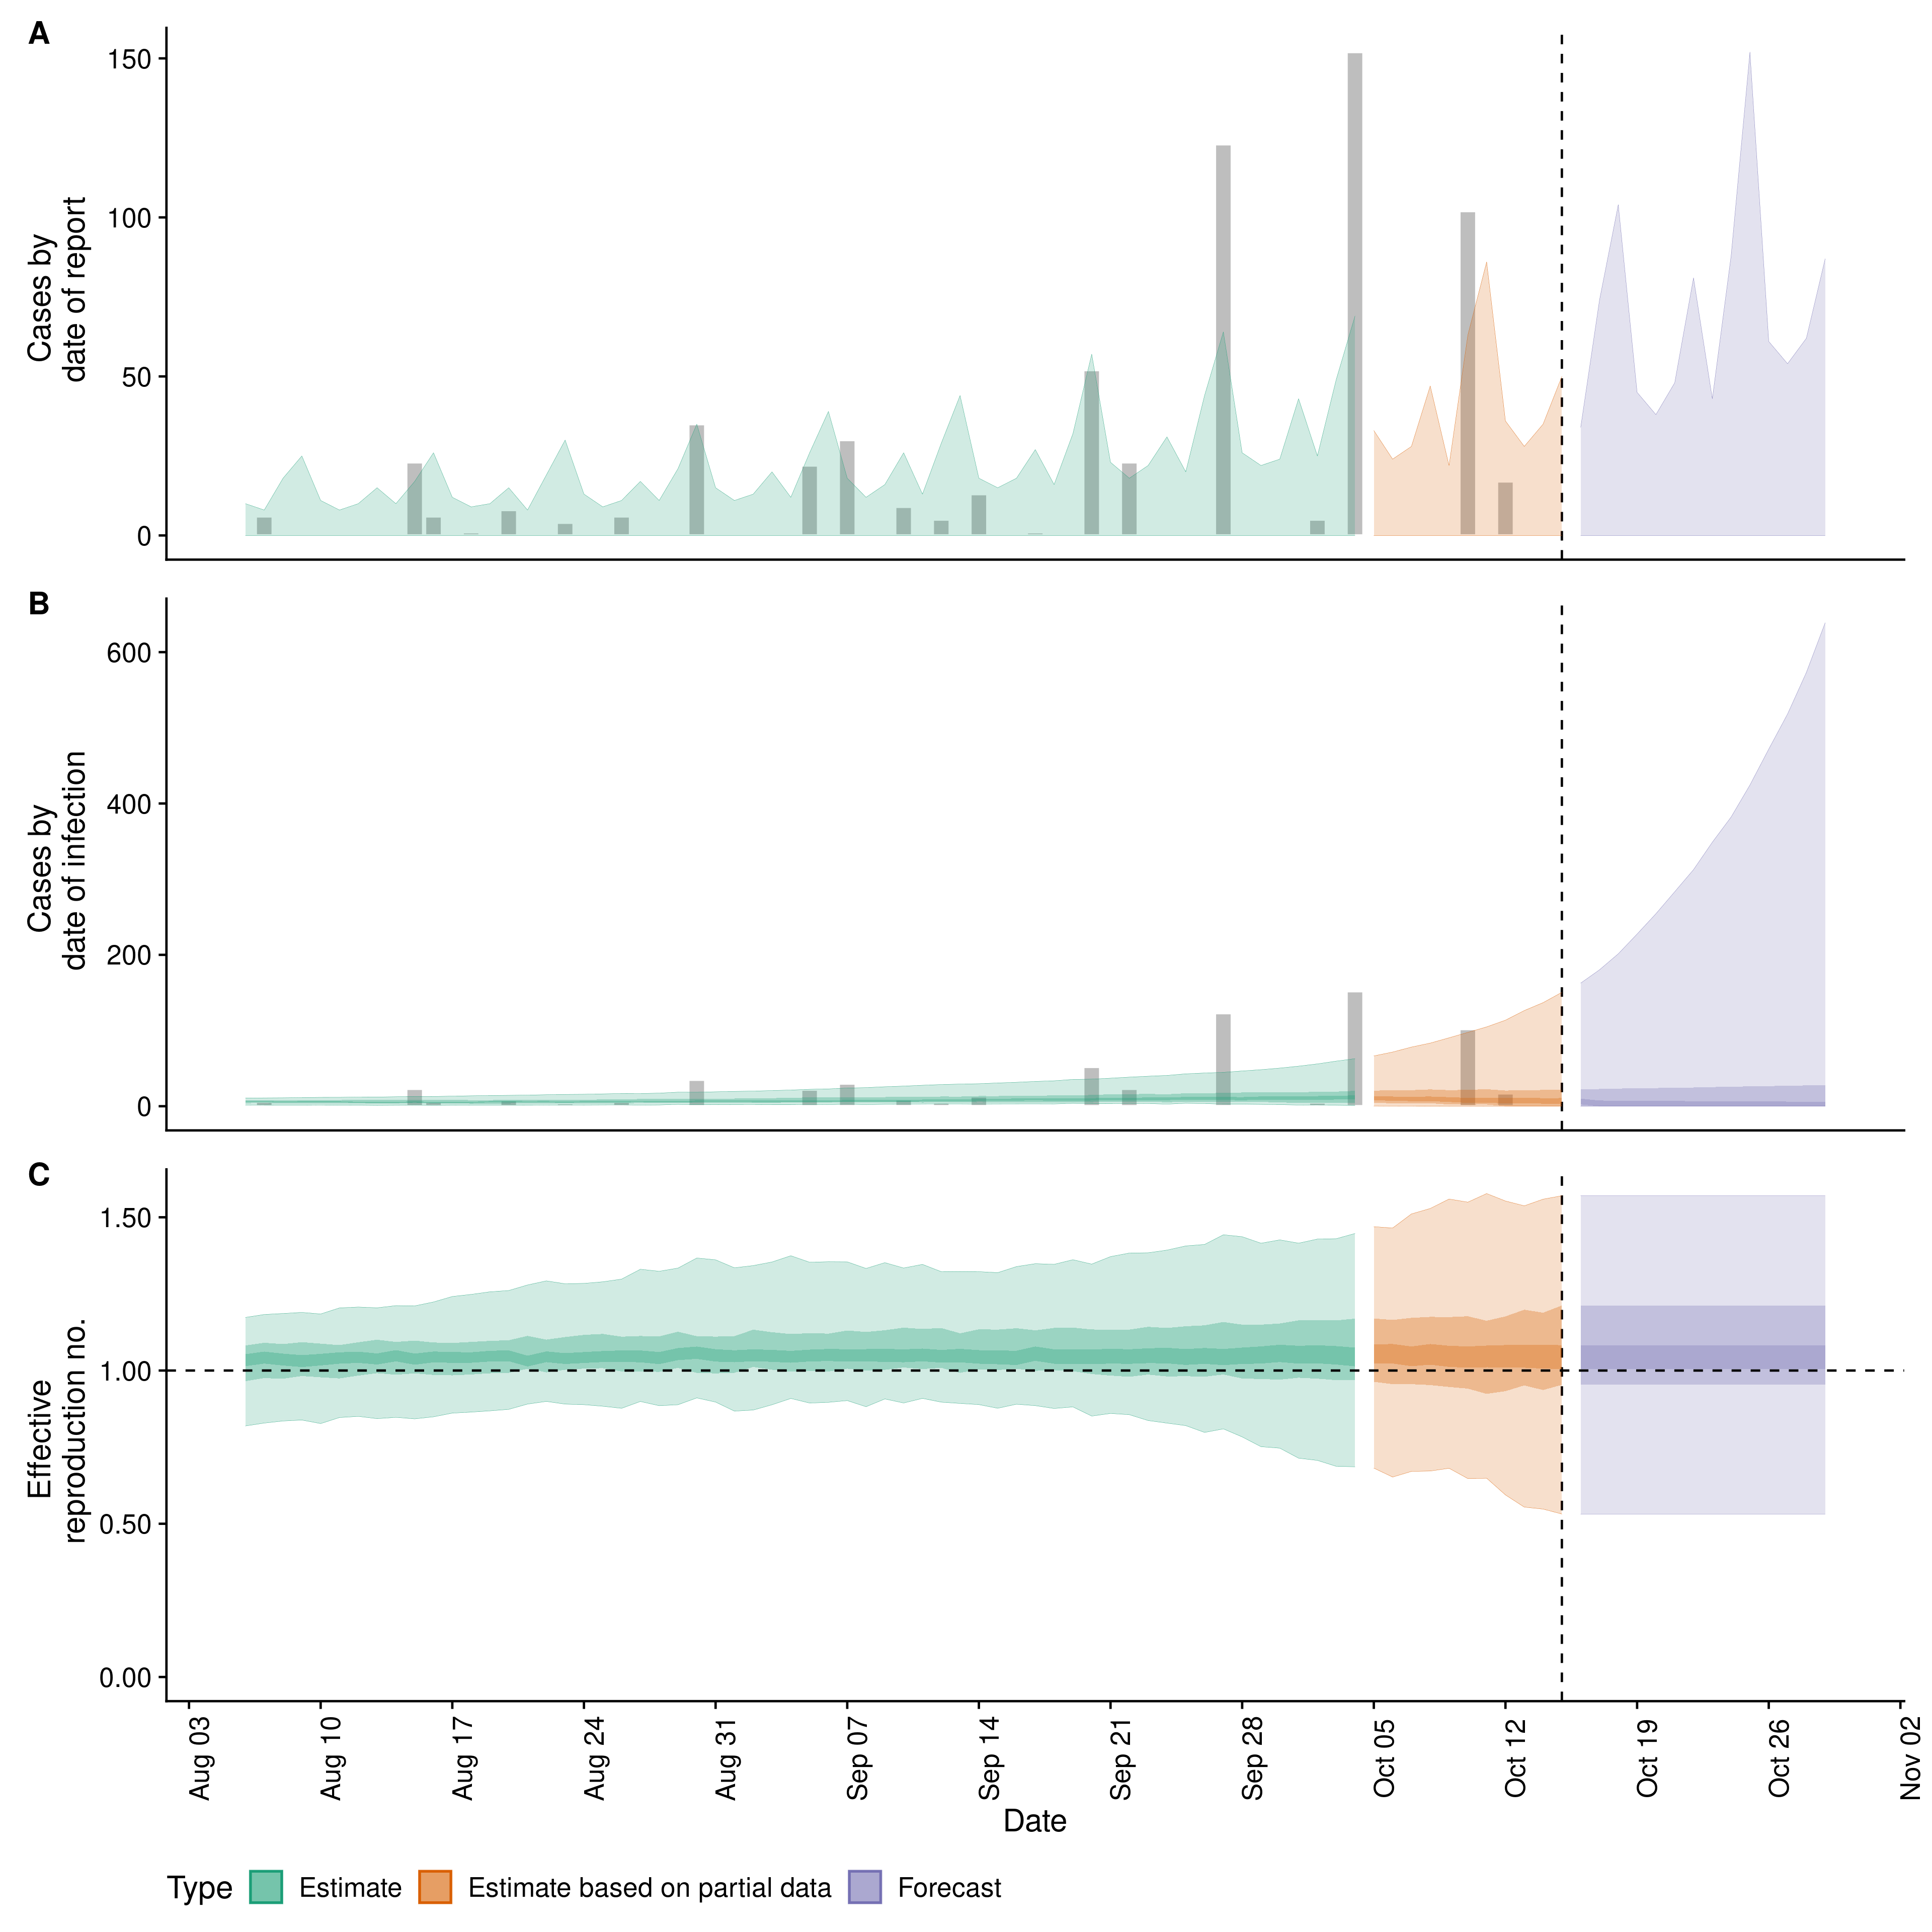 A
150
100
50
0
Cases by
date of report
B
600
400
200
0
Cases by
date of infection
C
1.50
1.00
0.50
0.00
Effective
reproduction no.
Aug 03
Aug 10
Aug 17
Aug 24
Aug 31
Sep 07
Sep 14
Sep 21
Sep 28
Oct 05
Oct 12
Oct 19
Oct 26
Nov 02
Date
Type Estimate Estimate based on partial data Forecast